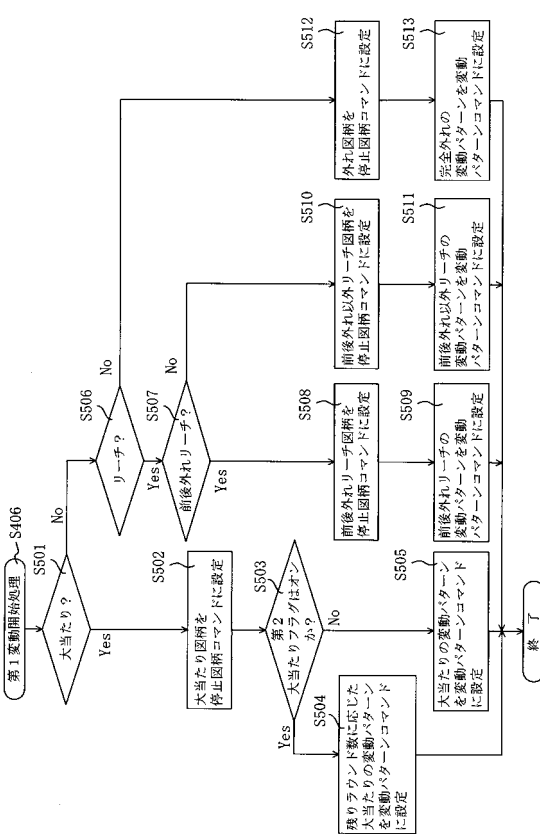 第1変動開始処理
S406
S501
大当たり？
No
Yes
S506
リーチ？
No
Yes
S507
前後外れリーチ？
No
Yes
S502
大当たり図柄を
停止図柄コマンドに設定
S503
第2
大当たりフラグはオン
か？
Yes
No
S504
残りラウンド数に応じた
大当たりの変動パターン
を変動パターンコマンド
に設定
S505
大当たりの変動パターン
を変動パターンコマンド
に設定
S508
前後外れリーチ図柄を
停止図柄コマンドに設定
S509
前後外れリーチの
変動パターンを変動
パターンコマンドに設定
S510
前後外れ以外リーチ図柄を
停止図柄コマンドに設定
S511
前後外れ以外リーチの
変動パターンを変動
パターンコマンドに設定
S512
外れ図柄を
停止図柄コマンドに設定
S513
完全外れの
変動パターンを変動
パターンコマンドに設定
終了